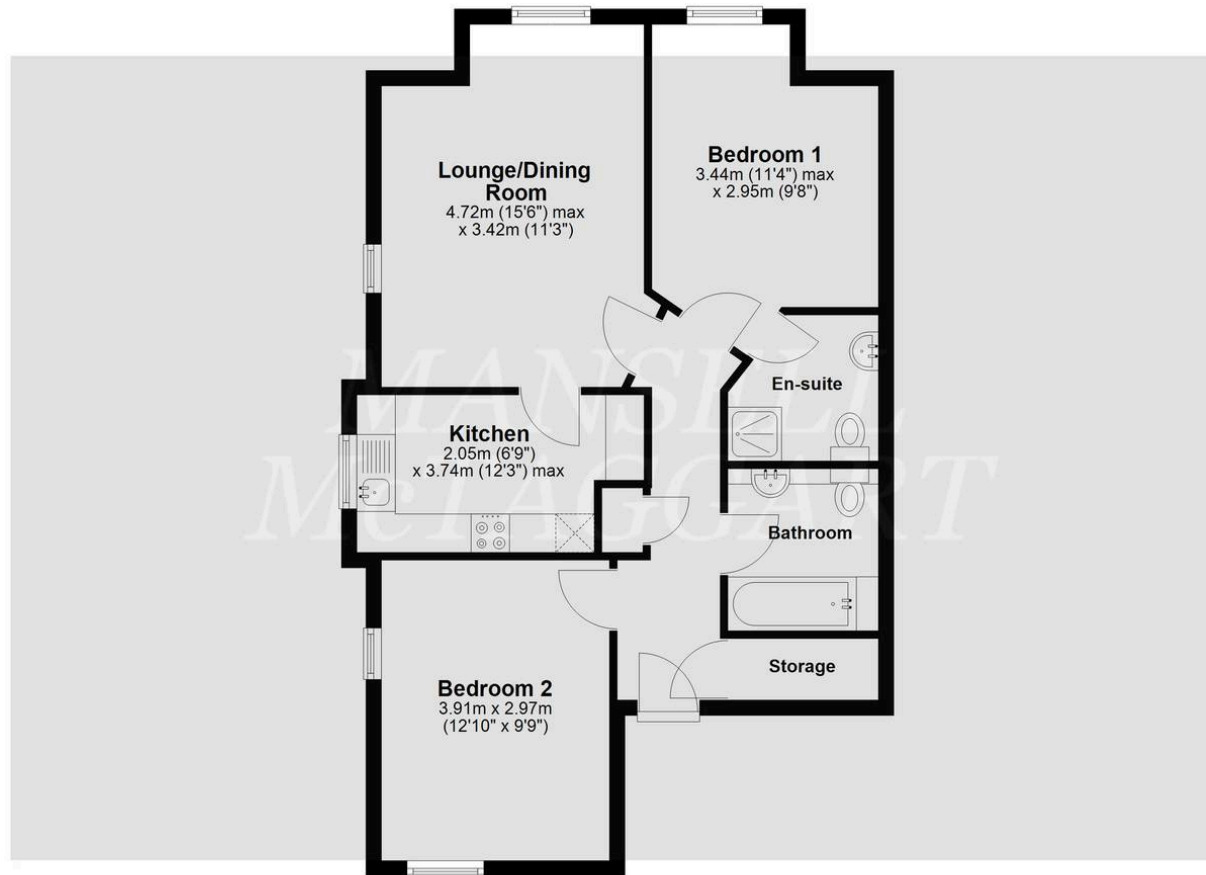 Lounge/Dining
Room
4.72m (15'6") max
x 3.42m (11'3")
Bedroom 1
3.44m (11'4") max
x 2.95m (9'8")
En-suite
Kitchen
2.05m (6'9")
x 3.74m (12'3") max
Bathroom
Storage
Bedroom 2
3.91m x 2.97m
(12'10" x 9'9")
MANSELL
McTAGGART